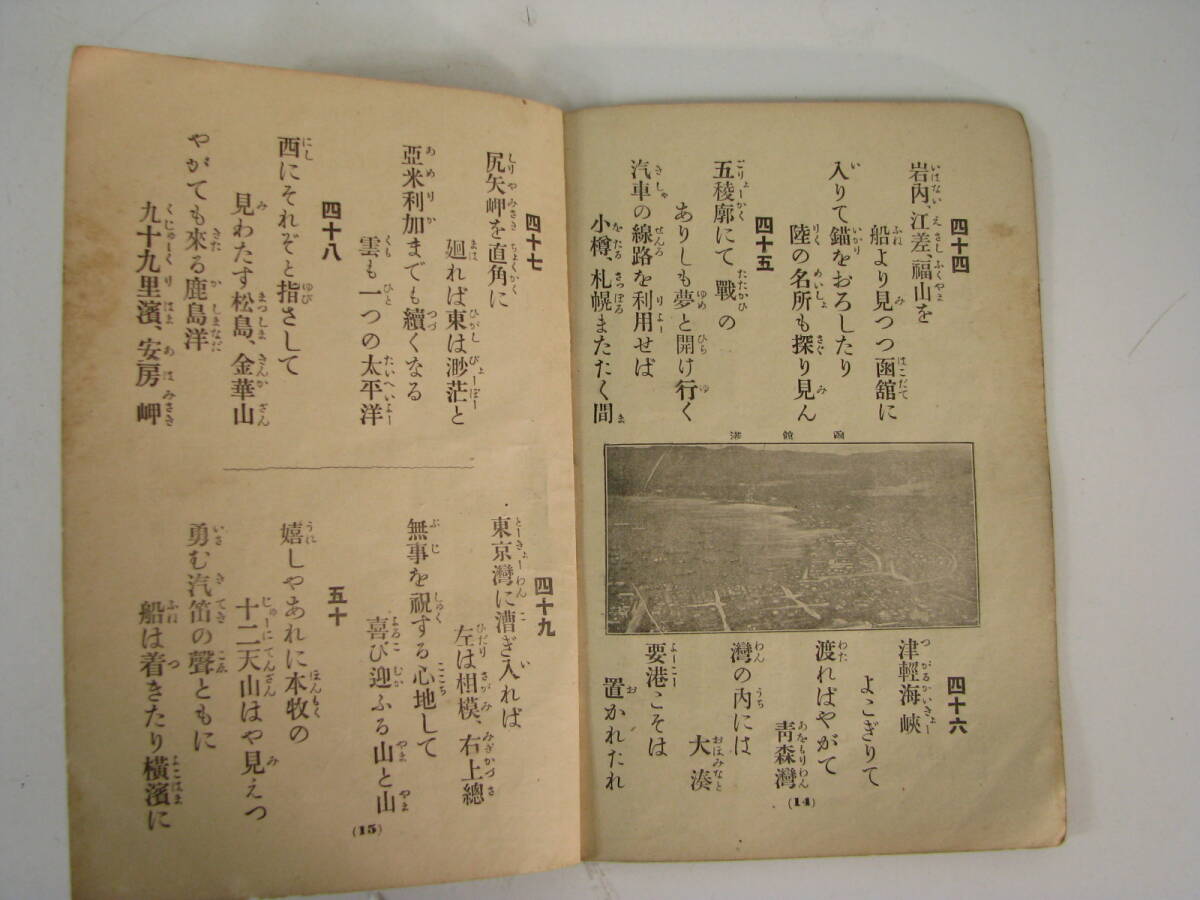 四十四
岩內、江差、福山を
船より見つつ函舘に
入りて錨をおろしたり
陸の名所も探り見ん
四十五
五稜廓にて戰の
ありしも夢と開け行く
汽車の線路を利用せば
小樽、札幌またたく間
函館港
四十六
津輕海峽
よこぎりて
渡ればやがて
靑森灣
灣の內には
大湊
要港こそは
置かれたれ
(14)
四十七
尻矢岬を直角に
廻れば東は渺茫と
亞米利加までも續くなる
雲も一つの太平洋
四十八
西にそれぞと指さして
見わたす松島、金華山
やがても來る鹿島洋
九十九里濱、安房岬
四十九
東京灣に漕ぎ入れば
左は相模、右上總
無事を祝する心地して
喜び迎ふる山と山
五十
嬉しやあれに本牧の
十二天山はや見えつ
勇む汽笛の聲ともに
船は着きたり橫濱に
(15)